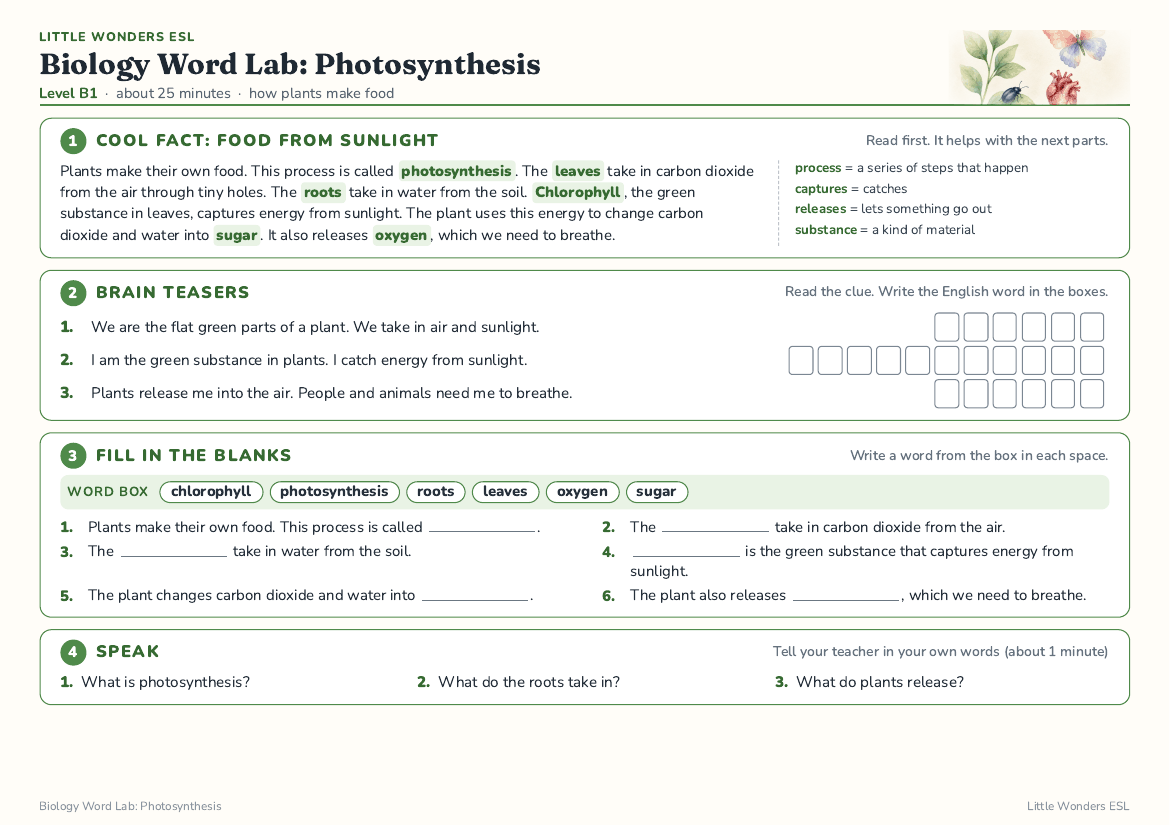 LITTLE WONDERS ESL
Biology Word Lab: Photosynthesis
Level B1 · about 25 minutes · how plants make food
1 COOL FACT: FOOD FROM SUNLIGHT
Read first. It helps with the next parts.
Plants make their own food. This process is called photosynthesis. The leaves take in carbon dioxide
from the air through tiny holes. The roots take in water from the soil. Chlorophyll, the green
substance in leaves, captures energy from sunlight. The plant uses this energy to change carbon
dioxide and water into sugar. It also releases oxygen, which we need to breathe.
process = a series of steps that happen
captures = catches
releases = lets something go out
substance = a kind of material
2 BRAIN TEASERS
Read the clue. Write the English word in the boxes.
1. We are the flat green parts of a plant. We take in air and sunlight.
2. I am the green substance in plants. I catch energy from sunlight.
3. Plants release me into the air. People and animals need me to breathe.
3 FILL IN THE BLANKS
Write a word from the box in each space.
WORD BOX chlorophyll photosynthesis roots leaves oxygen sugar
1. Plants make their own food. This process is called ______________.
2. The ______________ take in carbon dioxide from the air.
3. The ______________ take in water from the soil.
4. ______________ is the green substance that captures energy from
sunlight.
5. The plant changes carbon dioxide and water into ______________.
6. The plant also releases ______________, which we need to breathe.
4 SPEAK
Tell your teacher in your own words (about 1 minute)
1. What is photosynthesis?
2. What do the roots take in?
3. What do plants release?
Biology Word Lab: Photosynthesis
Little Wonders ESL